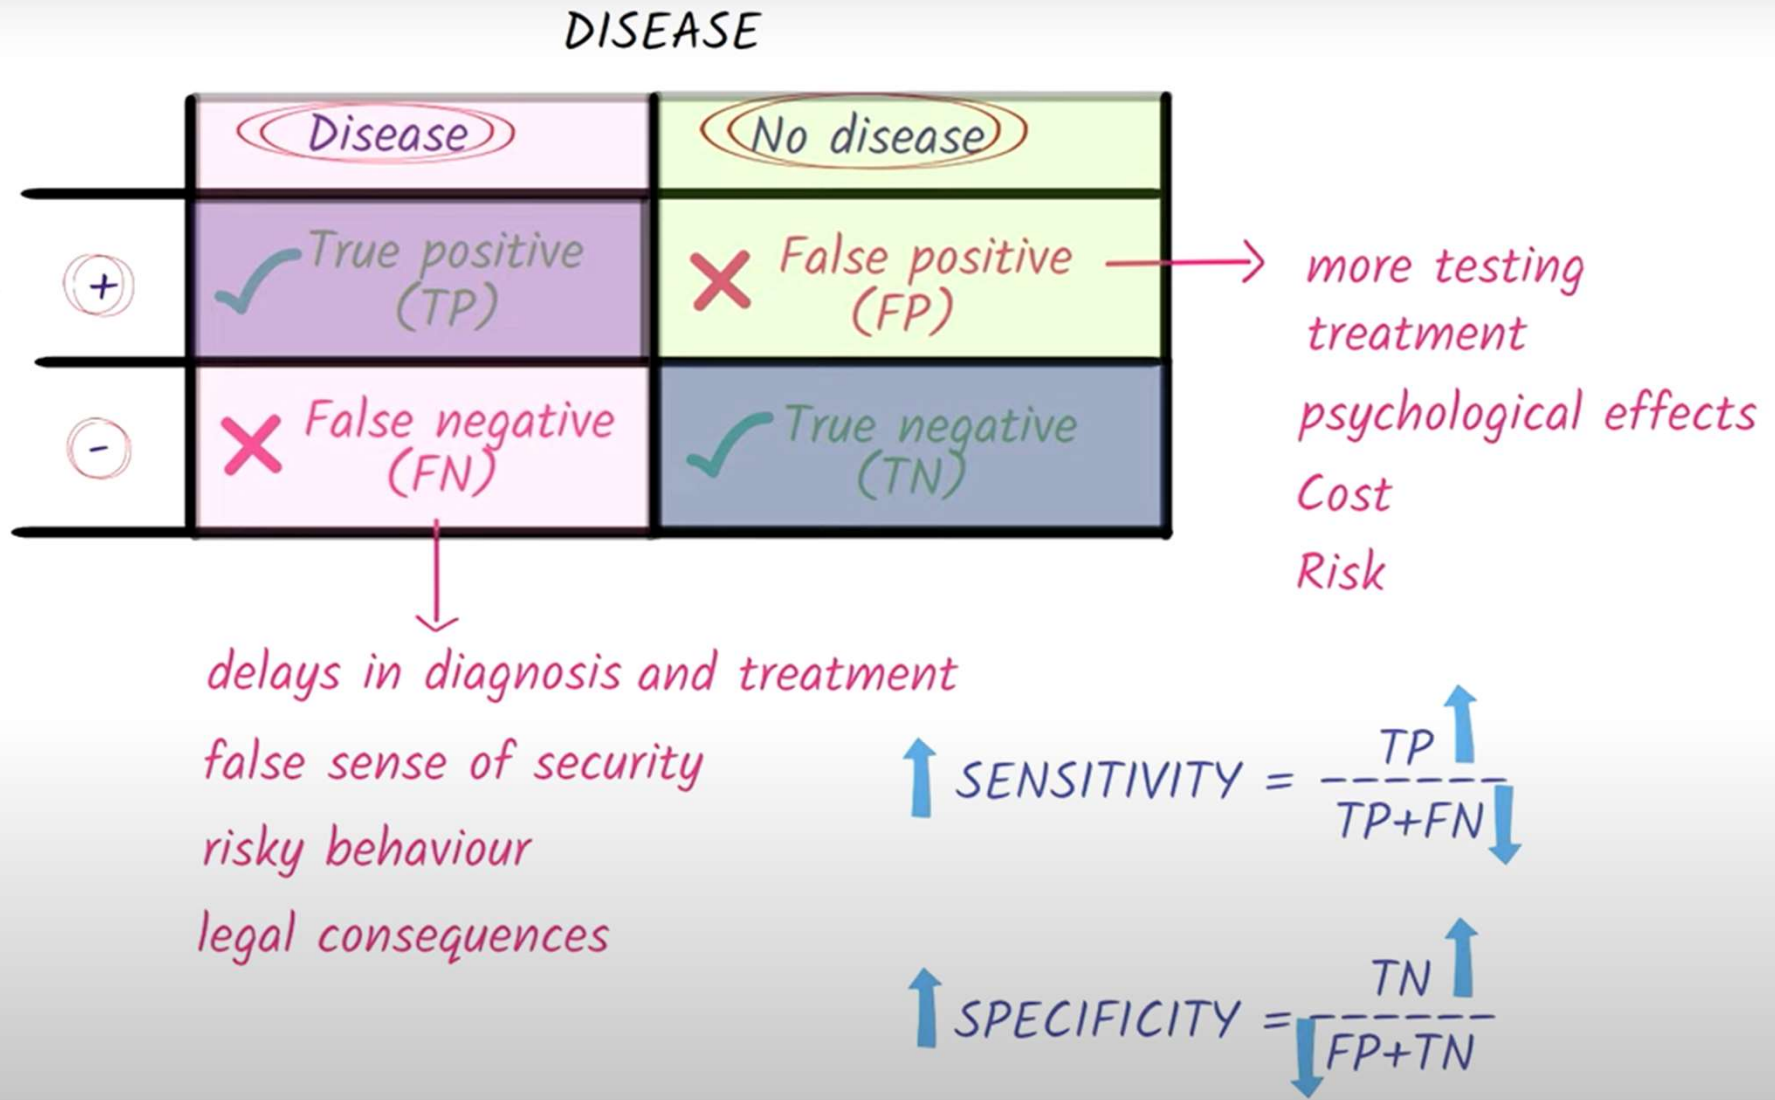 DISEASE
Disease
No disease
+
True positive
(TP)
False positive
(FP)
more testing
treatment
psychological effects
Cost
Risk
-
False negative
(FN)
True negative
(TN)
delays in diagnosis and treatment
false sense of security
risky behaviour
legal consequences
SENSITIVITY =
TP
TP+FN
SPECIFICITY =
TN
FP+TN